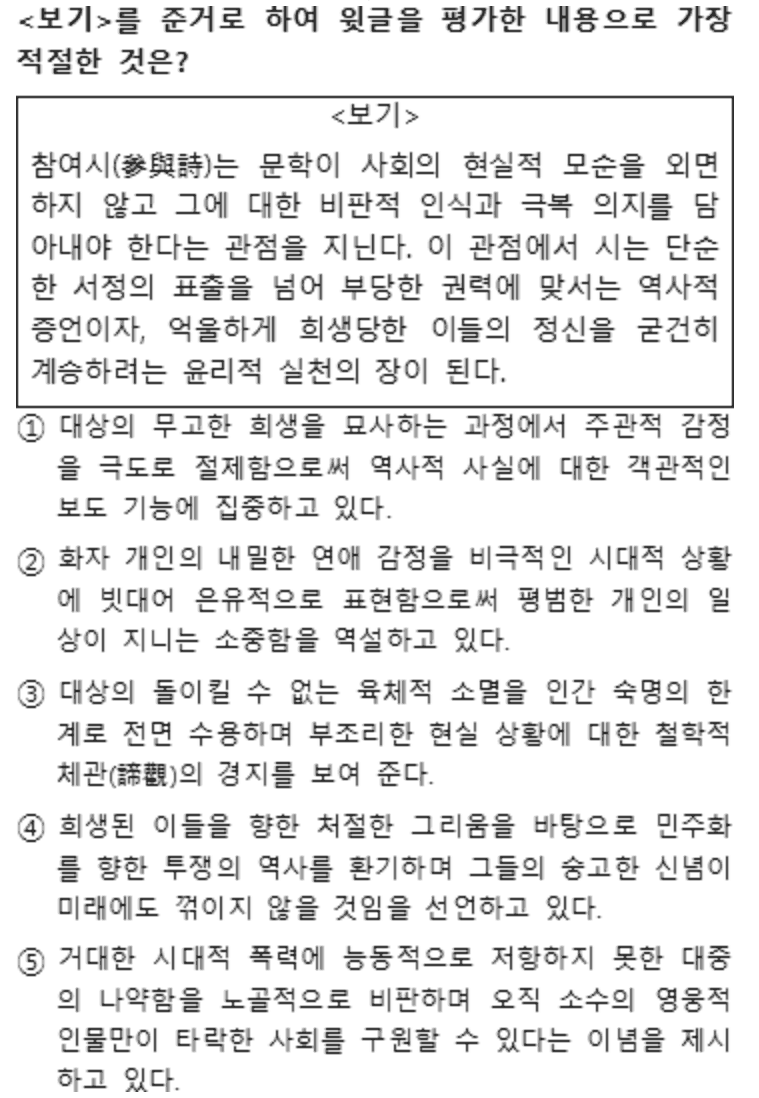 <보기>를 준거로 하여 윗글을 평가한 내용으로 가장
적절한 것은?
<보기>
참여시(參與詩)는 문학이 사회의 현실적 모순을 외면
하지 않고 그에 대한 비판적 인식과 극복 의지를 담
아내야 한다는 관점을 지닌다. 이 관점에서 시는 단순
한 서정의 표출을 넘어 부당한 권력에 맞서는 역사적
증언이자, 억울하게 희생당한 이들의 정신을 굳건히
계승하려는 윤리적 실천의 장이 된다.
① 대상의 무고한 희생을 묘사하는 과정에서 주관적 감정
을 극도로 절제함으로써 역사적 사실에 대한 객관적인
보도 기능에 집중하고 있다.
② 화자 개인의 내밀한 연애 감정을 비극적인 시대적 상황
에 빗대어 은유적으로 표현함으로써 평범한 개인의 일
상이 지니는 소중함을 역설하고 있다.
③ 대상의 돌이킬 수 없는 육체적 소멸을 인간 숙명의 한
계로 전면 수용하며 부조리한 현실 상황에 대한 철학적
체관(諦觀)의 경지를 보여 준다.
④ 희생된 이들을 향한 처절한 그리움을 바탕으로 민주화
를 향한 투쟁의 역사를 환기하며 그들의 숭고한 신념이
미래에도 꺾이지 않을 것임을 선언하고 있다.
⑤ 거대한 시대적 폭력에 능동적으로 저항하지 못한 대중
의 나약함을 노골적으로 비판하며 오직 소수의 영웅적
인물만이 타락한 사회를 구원할 수 있다는 이념을 제시
하고 있다.